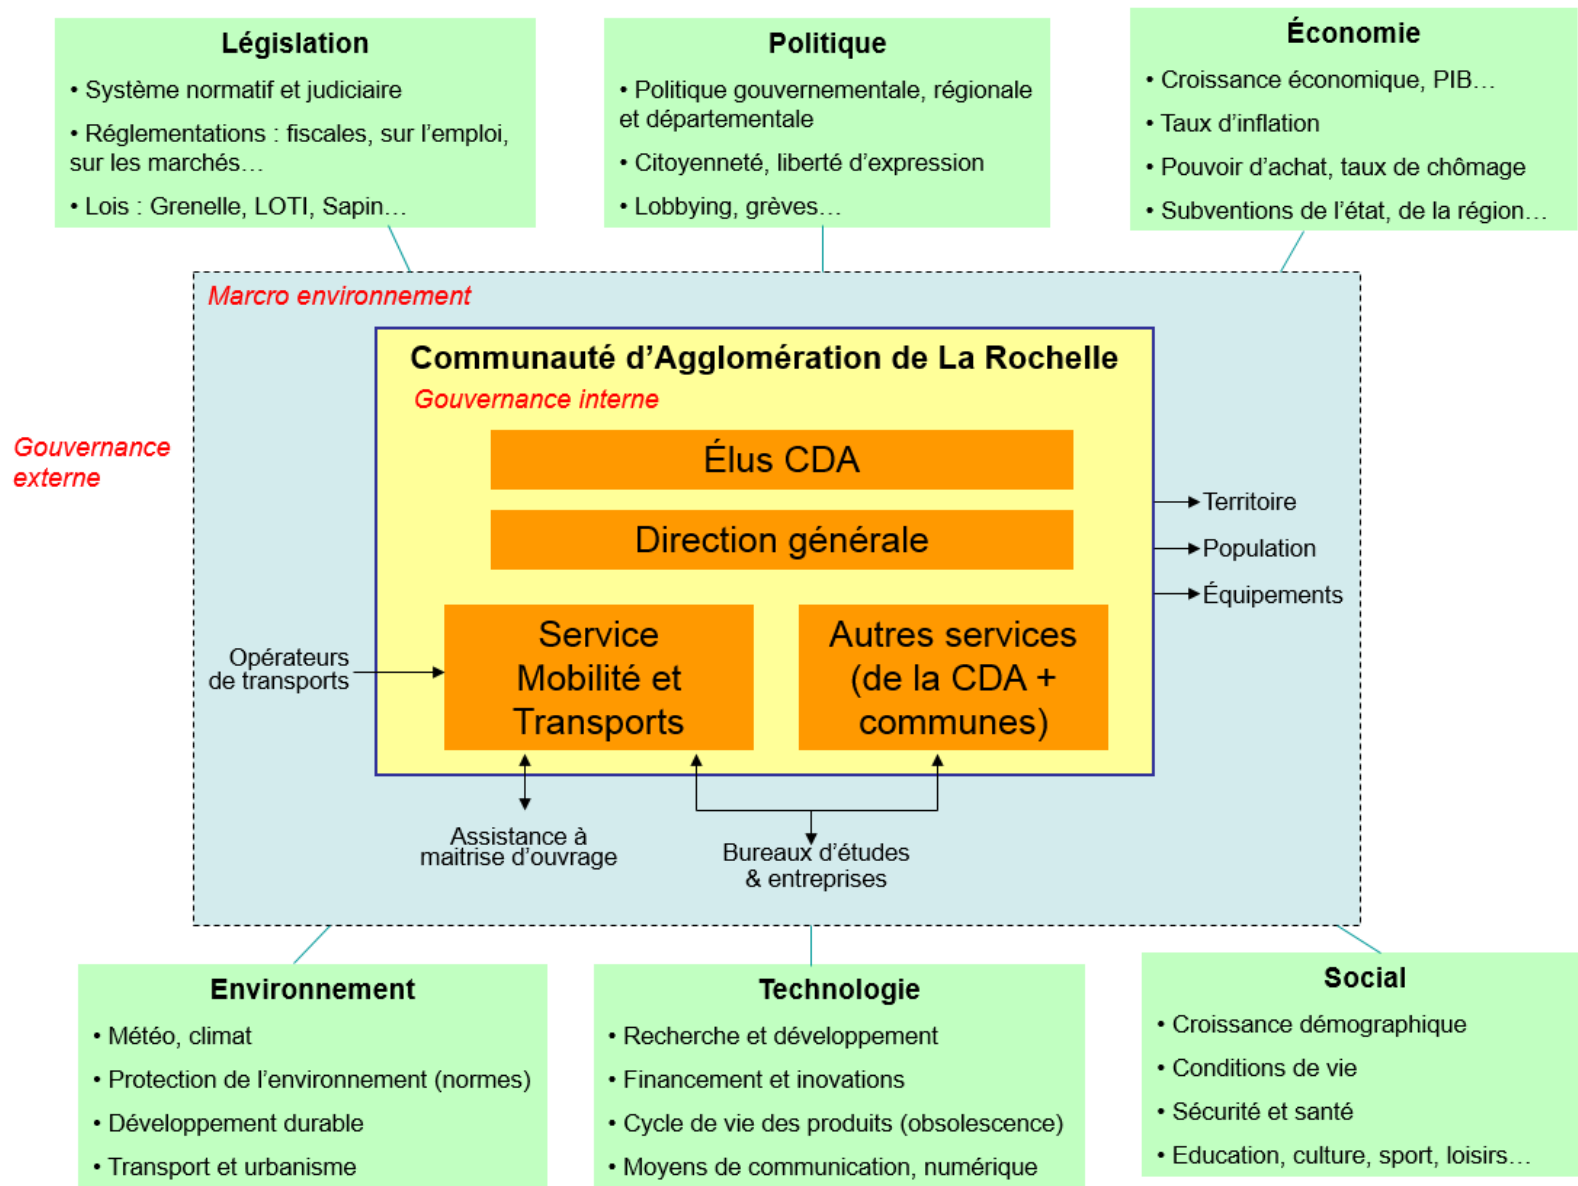 Législation
• Système normatif et judiciaire
• Réglementations : fiscales, sur l’emploi,
sur les marchés…
• Lois : Grenelle, LOTI, Sapin…
Politique
• Politique gouvernementale, régionale
et départementale
• Citoyenneté, liberté d’expression
• Lobbying, grèves…
Économie
• Croissance économique, PIB…
• Taux d’inflation
• Pouvoir d’achat, taux de chômage
• Subventions de l’état, de la région…
Marcro environnement
Communauté d’Agglomération de La Rochelle
Gouvernance interne
Gouvernance
externe
Élus CDA
Direction générale
Territoire
Population
Équipements
Service
Mobilité et
Transports
Autres services
(de la CDA +
communes)
Opérateurs
de transports
Assistance à
maitrise d’ouvrage
Bureaux d’études
& entreprises
Environnement
• Météo, climat
• Protection de l’environnement (normes)
• Développement durable
• Transport et urbanisme
Technologie
• Recherche et développement
• Financement et inovations
• Cycle de vie des produits (obsolescence)
• Moyens de communication, numérique
Social
• Croissance démographique
• Conditions de vie
• Sécurité et santé
• Education, culture, sport, loisirs…